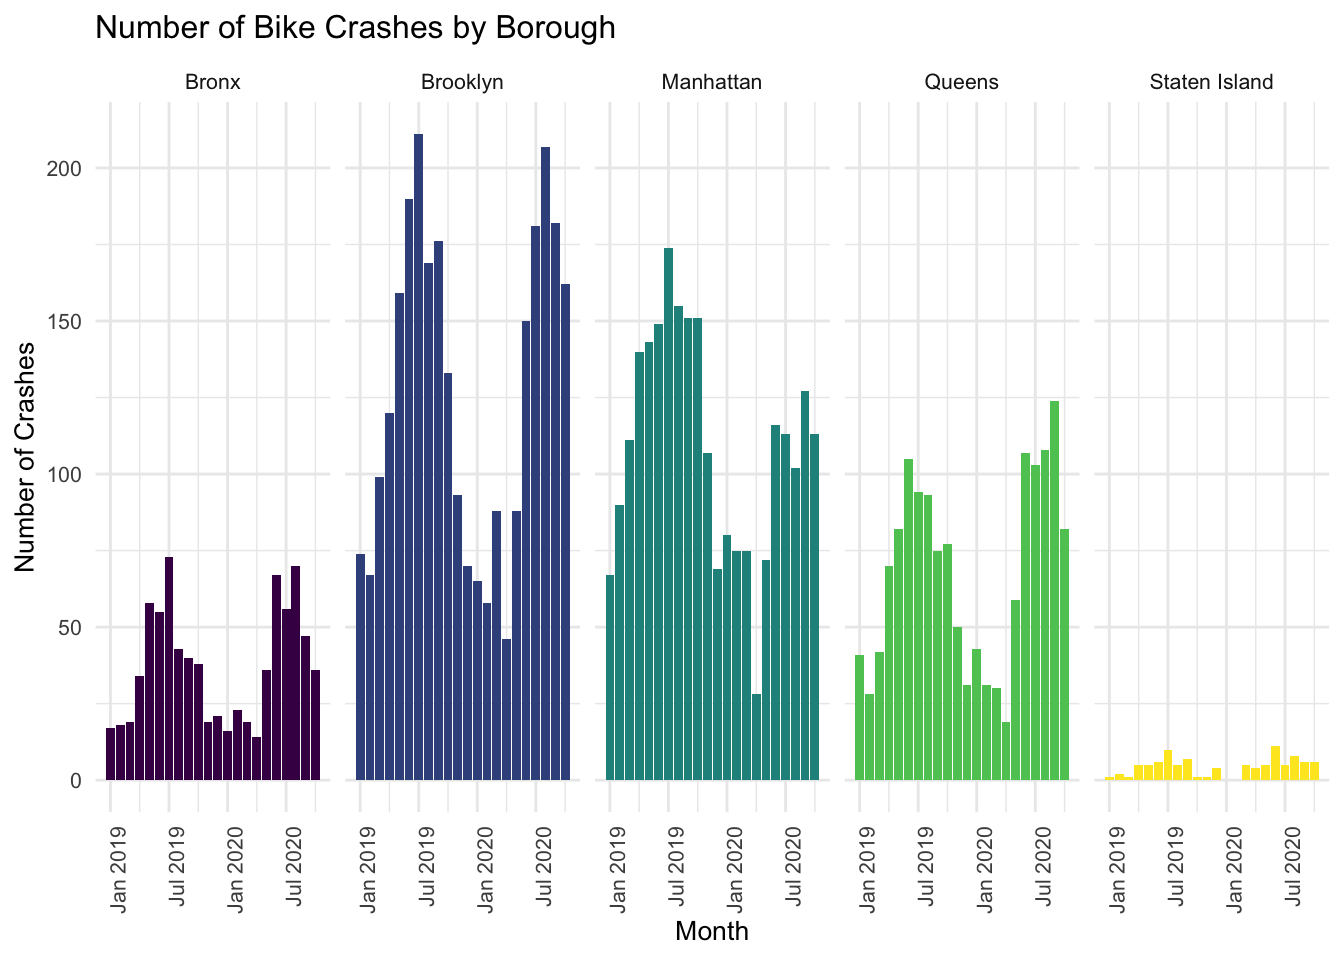 Number of Bike Crashes by Borough
Bronx
Brooklyn
Manhattan
Queens
Staten Island
Number of Crashes
200
150
100
50
0
Jan 2019
Jul 2019
Jan 2020
Jul 2020
Jan 2019
Jul 2019
Jan 2020
Jul 2020
Jan 2019
Jul 2019
Jan 2020
Jul 2020
Jan 2019
Jul 2019
Jan 2020
Jul 2020
Jan 2019
Jul 2019
Jan 2020
Jul 2020
Month